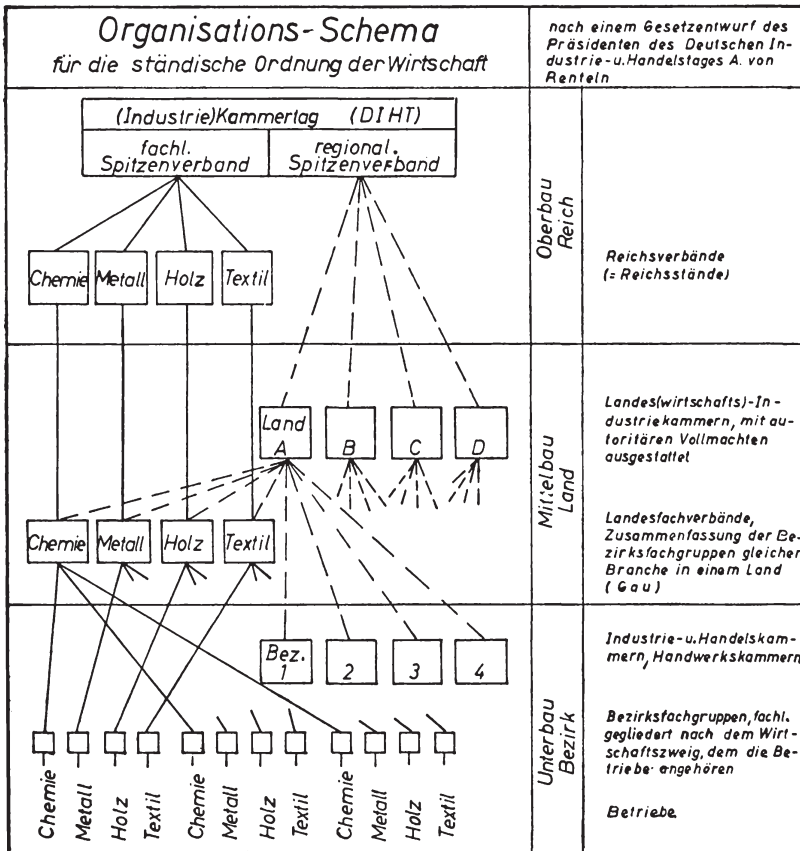 Organisations-Schema
für die ständische Ordnung der Wirtschaft
nach einem Gesetzentwurf des
Präsidenten des Deutschen In-
dustrie-u. Handelstages A. von
Renteln
(Industrie)Kammertag (DIHT)
fachl.
Spitzenverband
regional.
Spitzenverband
Oberbau
Reich
Chemie Metall Holz Textil
Reichsverbände
(= Reichsstände)
Land
A B C D
Landes(wirtschafts)-In-
dustriekammern, mit au-
toritären Vollmachten
ausgestattet
Mittelbau
Land
Chemie Metall Holz Textil
Landesfachverbände,
Zusammenfassung der Be-
zirksfachgruppen gleicher
Branche in einem Land
(Gau)
Bez.
1 2 3 4
Industrie-u. Handelskam-
mern, Handwerkskammern
Unterbau
Bezirk
Bezirksfachgruppen, fachl.
gegliedert nach dem Wirt-
schaftszweig, dem die Be-
triebe angehören
Chemie Metall Holz Textil Chemie Metall Holz Textil Chemie Metall Holz Textil
Betriebe